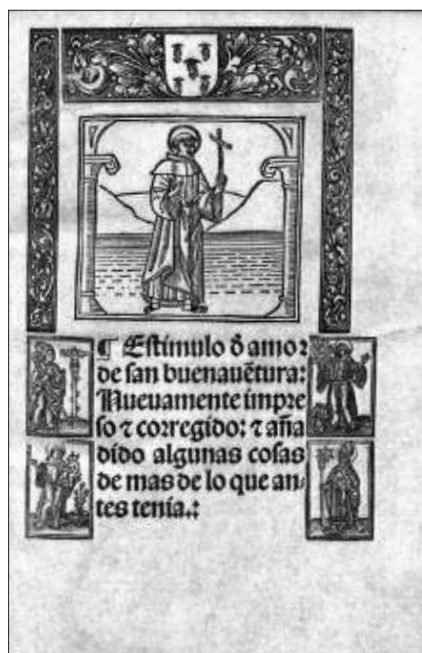 ¶ Estimulo đ amor
de san buenauẽtura:
Nueuamente impre
so ⁊ corregido: ⁊ aña
dido algunas cosas
de mas de lo que an-
tes tenia.: